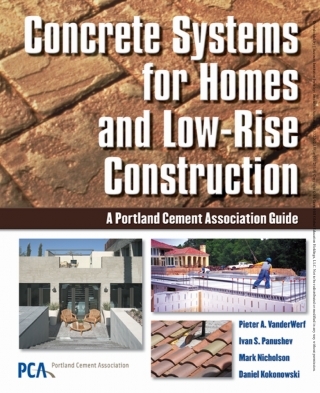 Concrete Systems
for Homes
and Low-Rise
Construction
A Portland Cement Association Guide
Pieter A. VanderWerf
Ivan S. Panushev
Mark Nicholson
Daniel Kokonowski
PCA Portland Cement Association